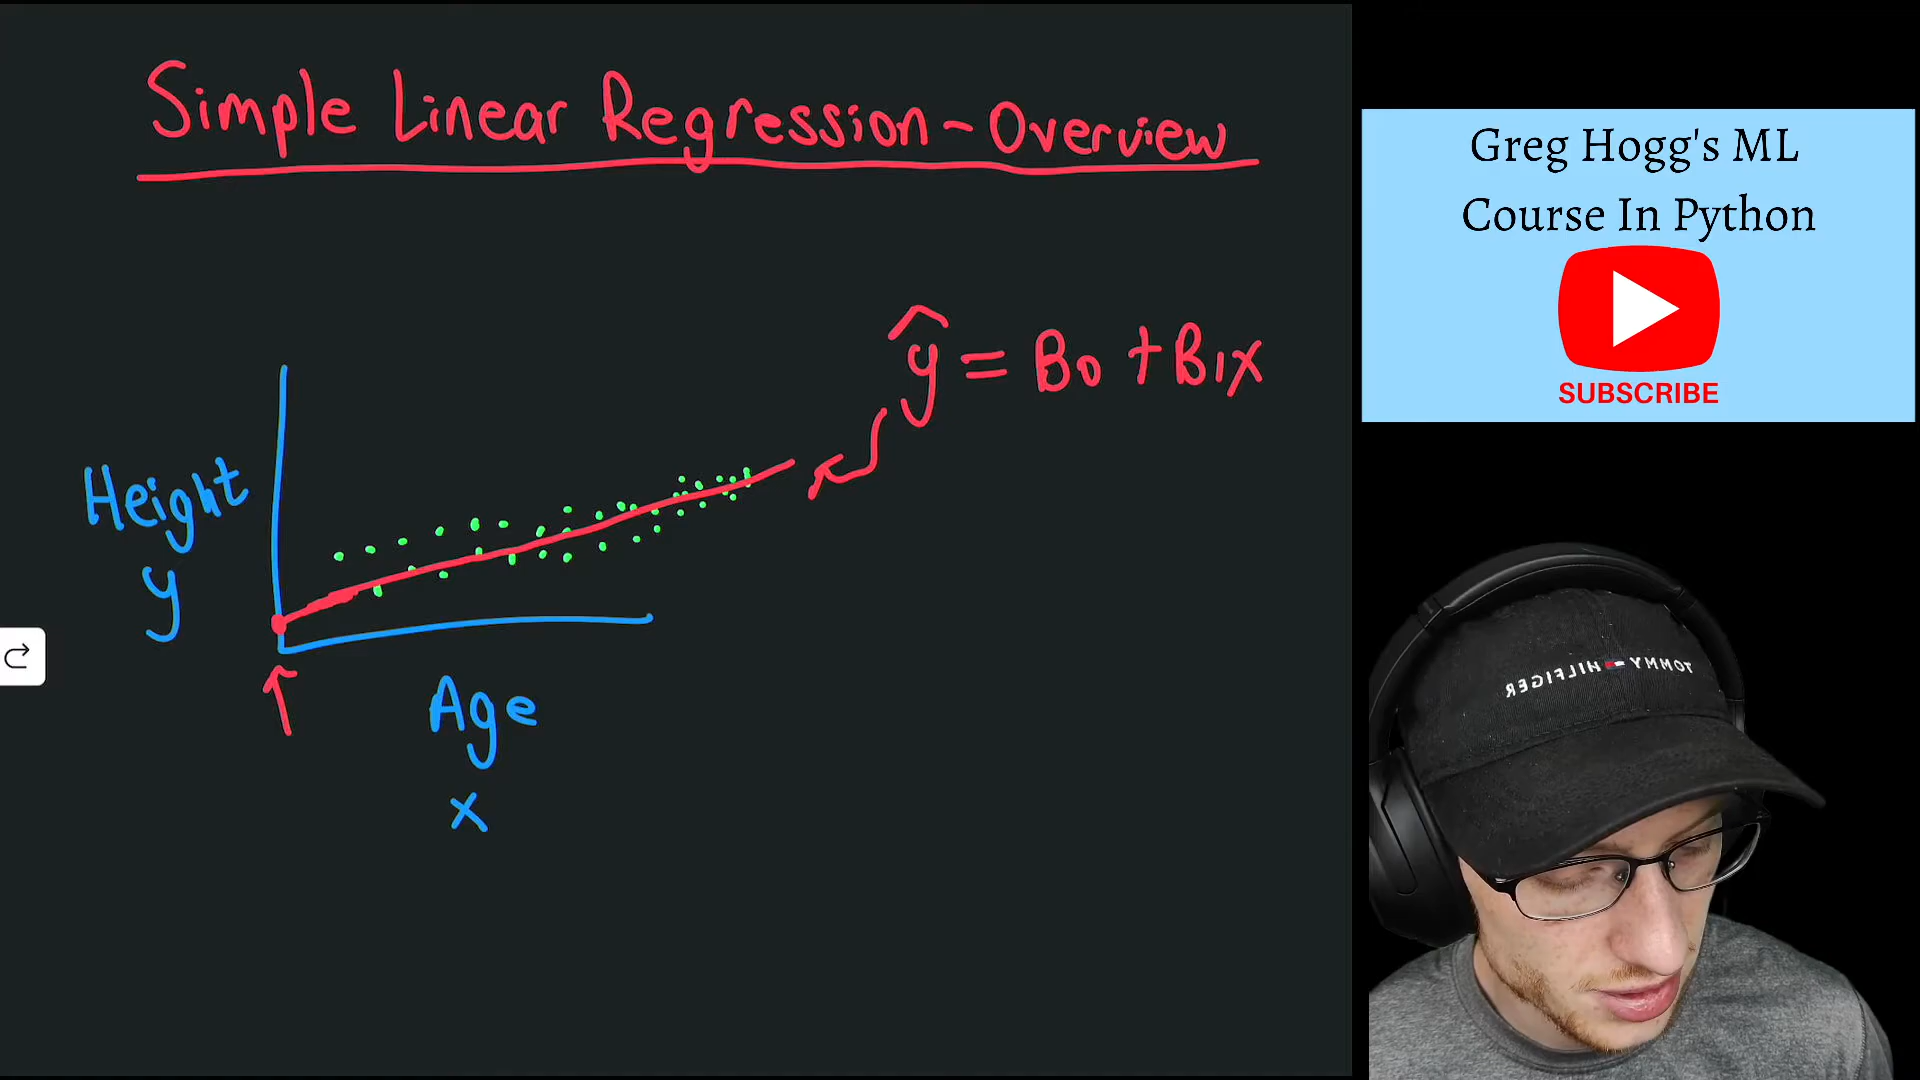 Simple Linear Regression - Overview
Greg Hogg's ML
Course In Python
SUBSCRIBE
ŷ = B0 + B1x
Height
y
Age
x
TOMMY HILFIGER